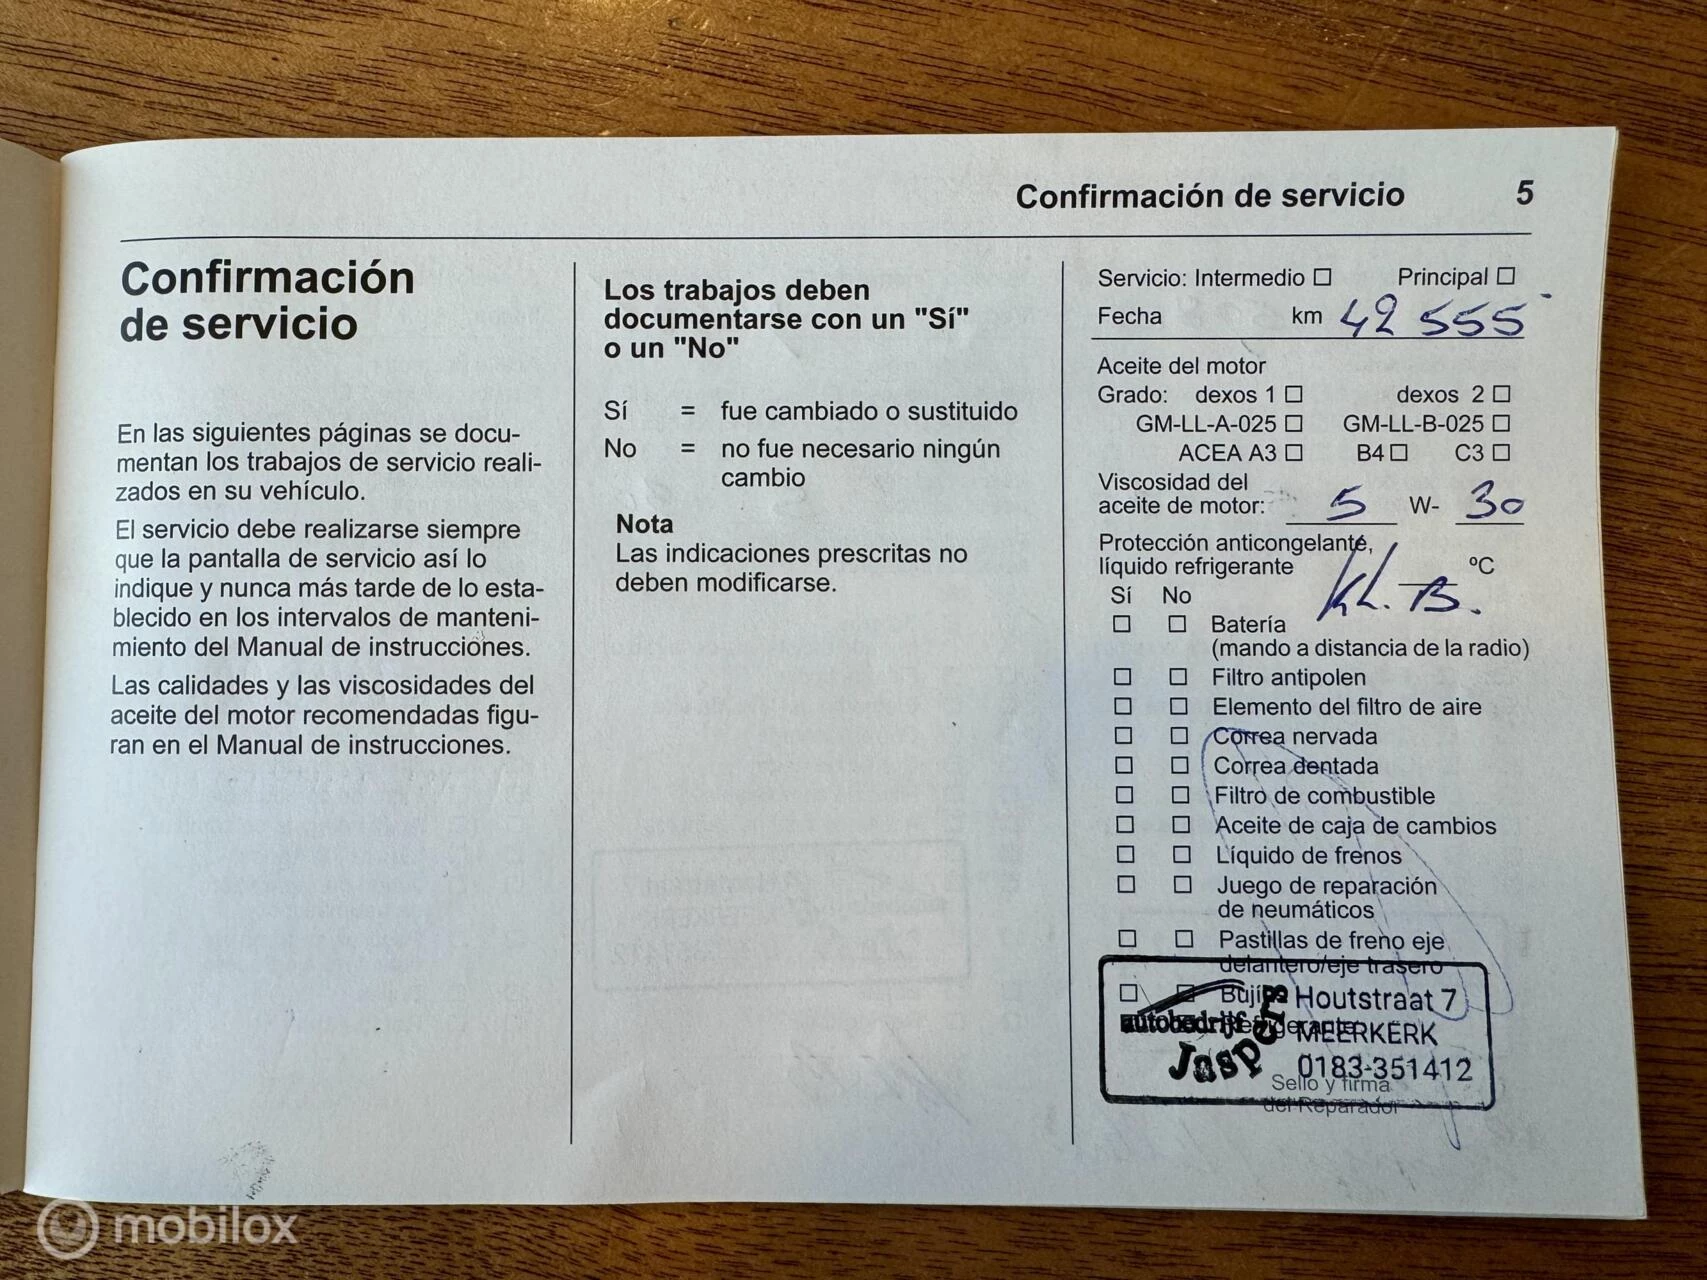 Confirmación de servicio 5
Confirmación
de servicio
En las siguientes páginas se docu-
mentan los trabajos de servicio reali-
zados en su vehículo.
El servicio debe realizarse siempre
que la pantalla de servicio así lo
indique y nunca más tarde de lo esta-
blecido en los intervalos de manteni-
miento del Manual de instrucciones.
Las calidades y las viscosidades del
aceite del motor recomendadas figu-
ran en el Manual de instrucciones.
Los trabajos deben
documentarse con un "Sí"
o un "No"
Sí = fue cambiado o sustituido
No = no fue necesario ningún
cambio
Nota
Las indicaciones prescritas no
deben modificarse.
Servicio: Intermedio ☐ Principal ☐
Fecha km 42 555
Aceite del motor
Grado: dexos 1 ☐ dexos 2 ☐
GM-LL-A-025 ☐ GM-LL-B-025 ☐
ACEA A3 ☐ B4 ☐ C3 ☐
Viscosidad del
aceite de motor: 5 W- 30
Protección anticongelante,
líquido refrigerante ºC
Kl. B.
Sí No
☐ ☐ Batería
(mando a distancia de la radio)
☐ ☐ Filtro antipolen
☐ ☐ Elemento del filtro de aire
☐ ☐ Correa nervada
☐ ☐ Correa dentada
☐ ☐ Filtro de combustible
☐ ☐ Aceite de caja de cambios
☐ ☐ Líquido de frenos
☐ ☐ Juego de reparación
de neumáticos
☐ ☐ Pastillas de freno eje
delantero/eje trasero
☐ ☐ Bujías
Refrigerante
Sello y firma
del Reparador
autobedrijf
Jaspers
Houtstraat 7
MEERKERK
0183-351412
mobilox